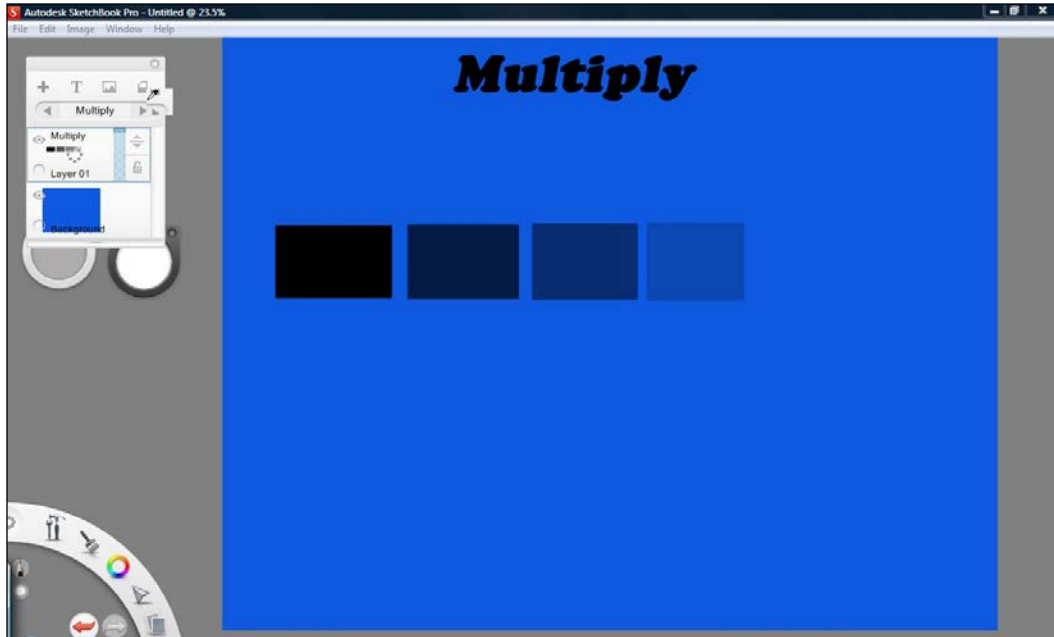 Autodesk SketchBook Pro - Untitled @ 23.5%
File Edit Image Window Help
Multiply
T
Multiply
Multiply
Layer 01
Background